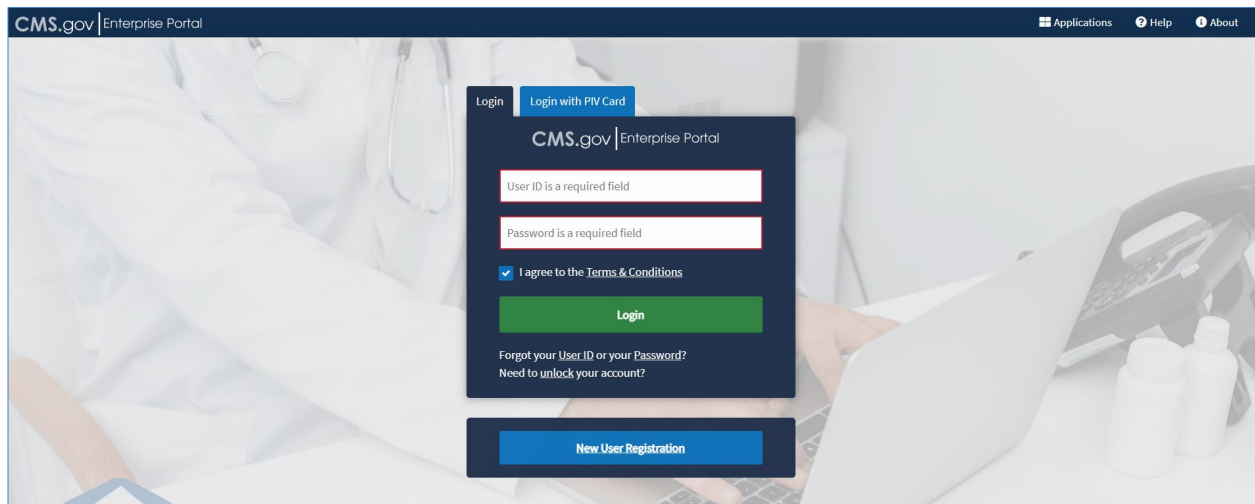 CMS.gov Enterprise Portal
Applications
Help
About
Login
Login with PIV Card
CMS.gov Enterprise Portal
User ID is a required field
Password is a required field
I agree to the Terms & Conditions
Login
Forgot your User ID or your Password?
Need to unlock your account?
New User Registration